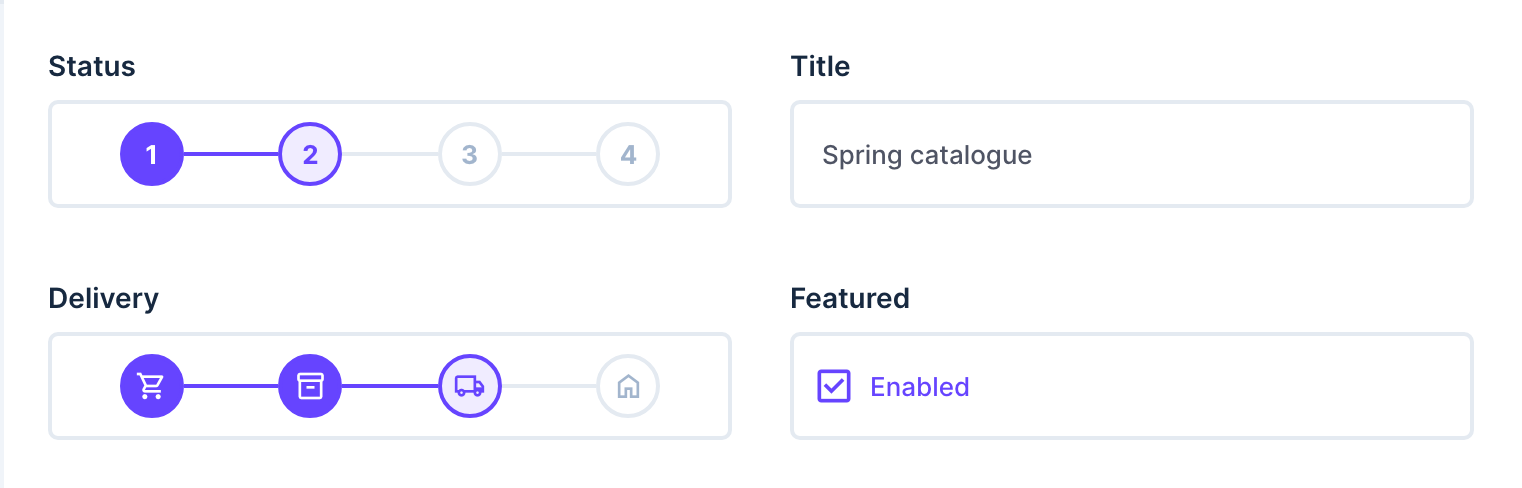 Status
1 2 3 4
Title
Spring catalogue
Delivery
Featured
Enabled